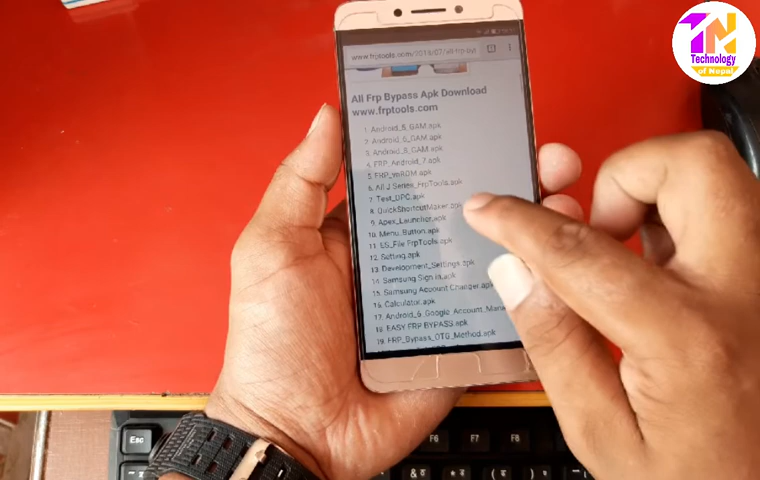 TN
Technology
of Nepal
www.frptools.com/2018/07/all-frp-byp
All Frp Bypass Apk Download
www.frptools.com
1. Android_5_GAM.apk
2. Android_6_GAM.apk
3. Android_8_GAM.apk
4. FRP_Android_7.apk
5. FRP_vnROM.apk
6. All J Series_FrpTools.apk
7. Test_DPC.apk
8. QuickShortcutMaker.apk
9. Apex_Launcher.apk
10. Menu_Button.apk
11. ES_File FrpTools.apk
12. Setting.apk
13. Development_Settings.apk
14. Samsung Sign in.apk
15. Samsung Account Changer.apk
16. Calculator.apk
17. Android_6_Google_Account_Mana
18. EASY FRP BYPASS.apk
19. FRP_Bypass_OTG_Method.apk
Esc
F6
F7
F8